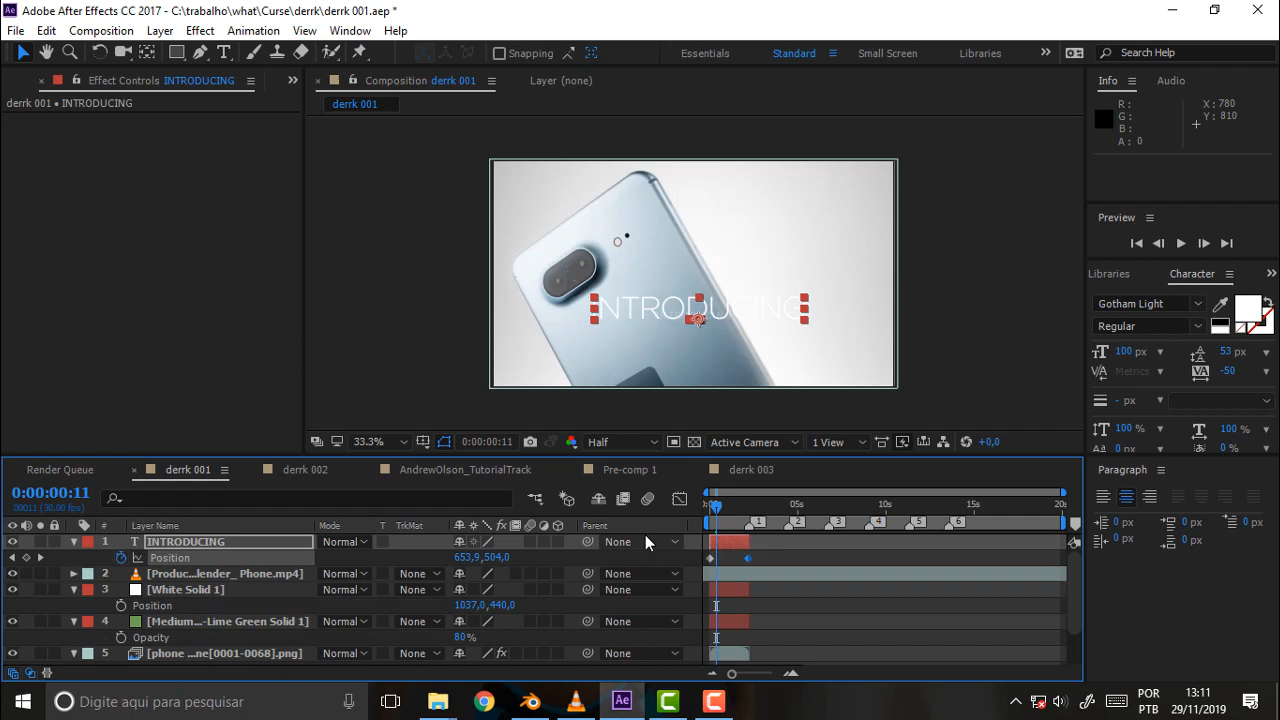 Adobe After Effects CC 2017 - C:\trabalho\what\Curse\derrk\derrk 001.aep *
File Edit Composition Layer Effect Animation View Window Help
Snapping Essentials Standard Small Screen Libraries Search Help
Effect Controls INTRODUCING
Composition derrk 001
Layer (none)
Info Audio
derrk 001 • INTRODUCING
derrk 001
R:
G:
B:
A: 0
X: 780
Y: 810
Preview
Libraries Character
Gotham Light
Regular
100 px
53 px
Metrics
-50
- px
100 %
100 %
0 px
0 %
INTRODUCING
33.3% 0:00:00:11 Half Active Camera 1 View +0,0
Render Queue derrk 001 derrk 002 AndrewOlson_TutorialTrack Pre-comp 1 derrk 003
Paragraph
0 px
0 px
0 px
0 px
0 px
0:00:00:11
00011 (30.00 fps)
05s 10s 15s 20s
# Layer Name Mode T TrkMat Parent
1 2 3 4 5 6
1 T INTRODUCING Normal None
Position 653,9,504,0
2 [Produc...lender_ Phone.mp4] Normal None None
3 [White Solid 1] Normal None None
Position 1037,0,440,0
4 [Medium...-Lime Green Solid 1] Normal None None
Opacity 80 %
5 [phone ...ne[0001-0068].png] Normal None None
Digite aqui para pesquisar
POR
PTB
13:11
29/11/2019